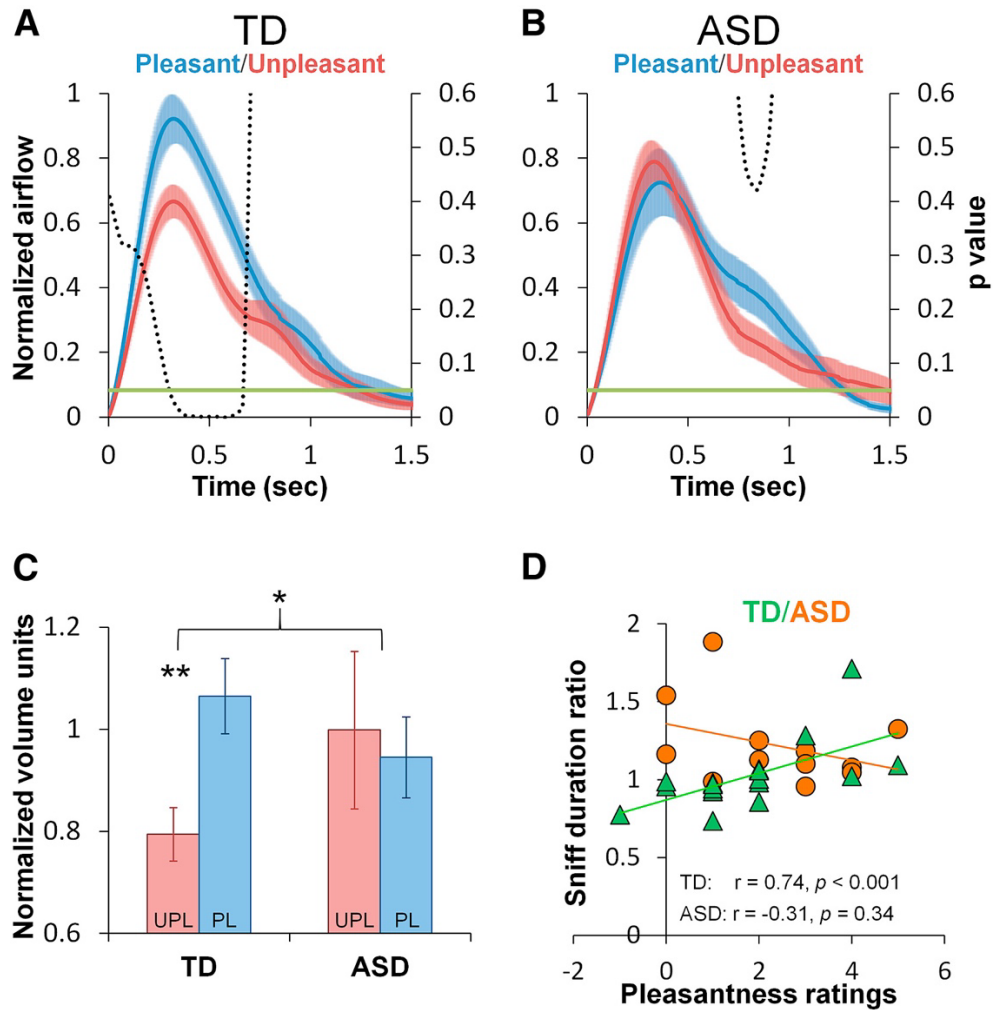 A
TD
Pleasant/Unpleasant
Normalized airflow
1
0.8
0.6
0.4
0.2
0
0.6
0.5
0.4
0.3
0.2
0.1
0
0
0.5
1
1.5
Time (sec)
B
ASD
Pleasant/Unpleasant
1
0.8
0.6
0.4
0.2
0
0.6
0.5
0.4
0.3
0.2
0.1
0
p value
0
0.5
1
1.5
Time (sec)
C
Normalized volume units
1.2
1
0.8
0.6
*
**
UPL
PL
UPL
PL
TD
ASD
D
TD/ASD
Sniff duration ratio
2
1.5
1
0.5
0
TD: r = 0.74, p < 0.001
ASD: r = -0.31, p = 0.34
-2
0
2
4
6
Pleasantness ratings